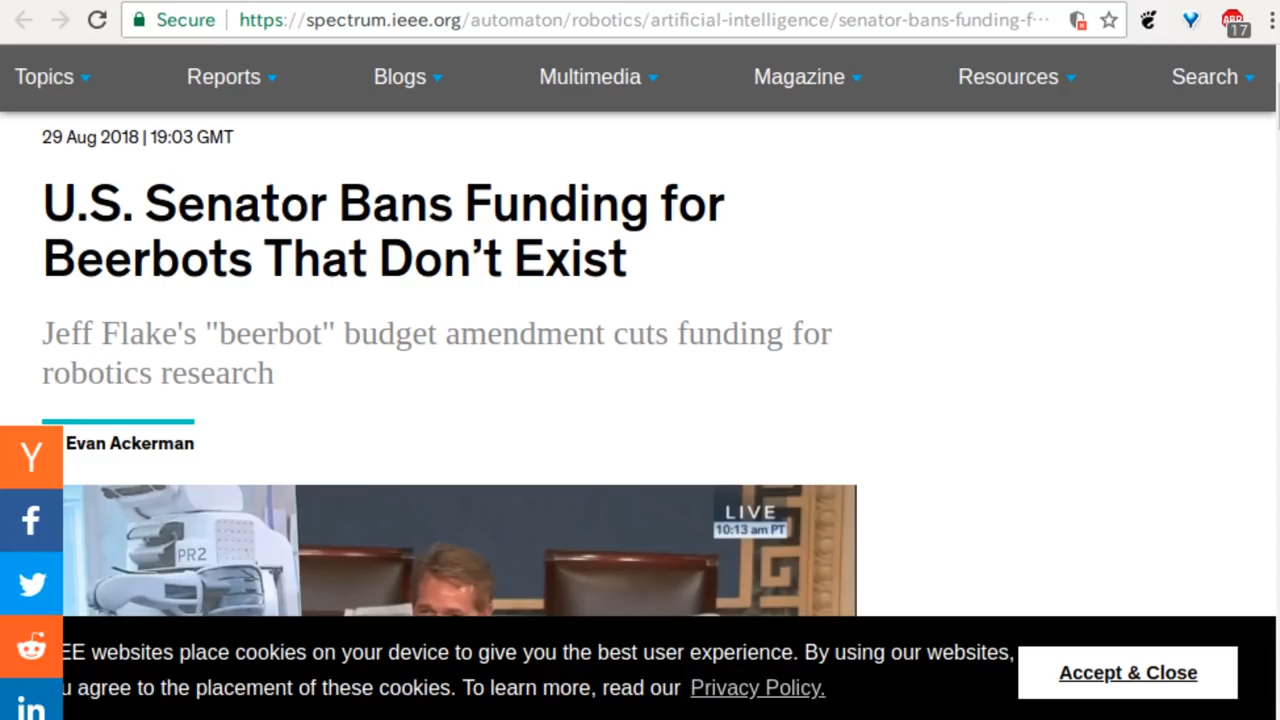 Secure https://spectrum.ieee.org/automaton/robotics/artificial-intelligence/senator-bans-funding-f···
ABP
17
Topics Reports Blogs Multimedia Magazine Resources Search
29 Aug 2018 | 19:03 GMT
U.S. Senator Bans Funding for
Beerbots That Don’t Exist
Jeff Flake's "beerbot" budget amendment cuts funding for
robotics research
Evan Ackerman
LIVE
10:13 am PT
PR2
EE websites place cookies on your device to give you the best user experience. By using our websites,
u agree to the placement of these cookies. To learn more, read our Privacy Policy.
Accept & Close